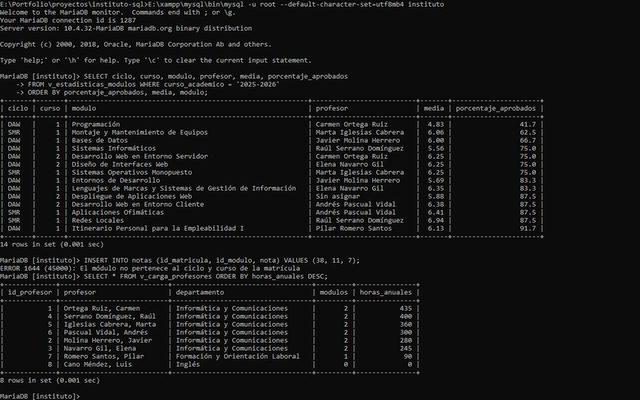 E:\Portfolio\proyectos\instituto-sql>E:\xampp\mysql\bin\mysql -u root --default-character-set=utf8mb4 instituto
Welcome to the MariaDB monitor.  Commands end with ; or \g.
Your MariaDB connection id is 1287
Server version: 10.4.32-MariaDB mariadb.org binary distribution

Copyright (c) 2000, 2018, Oracle, MariaDB Corporation Ab and others.

Type 'help;' or '\h' for help. Type '\c' to clear the current input statement.

MariaDB [instituto]> SELECT ciclo, curso, modulo, profesor, media, porcentaje_aprobados
    -> FROM v_estadisticas_modulos WHERE curso_academico = '2025-2026'
    -> ORDER BY porcentaje_aprobados, media, modulo;
| ciclo | curso | modulo | profesor | media | porcentaje_aprobados |
| DAW | 1 | Programación | Carmen Ortega Ruiz | 4.83 | 41.7 |
| SMR | 1 | Montaje y Mantenimiento de Equipos | Marta Iglesias Cabrera | 6.06 | 62.5 |
| DAW | 1 | Bases de Datos | Javier Molina Herrero | 6.00 | 66.7 |
| DAW | 1 | Sistemas Informáticos | Raúl Serrano Domínguez | 5.56 | 75.0 |
| DAW | 2 | Desarrollo Web en Entorno Servidor | Carmen Ortega Ruiz | 6.25 | 75.0 |
| DAW | 2 | Diseño de Interfaces Web | Elena Navarro Gil | 6.25 | 75.0 |
| SMR | 1 | Sistemas Operativos Monopuesto | Marta Iglesias Cabrera | 6.25 | 75.0 |
| DAW | 1 | Entornos de Desarrollo | Javier Molina Herrero | 5.69 | 83.3 |
| DAW | 1 | Lenguajes de Marcas y Sistemas de Gestión de Información | Elena Navarro Gil | 6.35 | 83.3 |
| DAW | 2 | Despliegue de Aplicaciones Web | Sin asignar | 5.88 | 87.5 |
| DAW | 2 | Desarrollo Web en Entorno Cliente | Andrés Pascual Vidal | 6.38 | 87.5 |
| SMR | 1 | Aplicaciones Ofimáticas | Andrés Pascual Vidal | 6.41 | 87.5 |
| SMR | 1 | Redes Locales | Raúl Serrano Domínguez | 6.94 | 87.5 |
| DAW | 1 | Itinerario Personal para la Empleabilidad I | Pilar Romero Santos | 6.13 | 91.7 |
14 rows in set (0.001 sec)

MariaDB [instituto]> INSERT INTO notas (id_matricula, id_modulo, nota) VALUES (38, 11, 7);
ERROR 1644 (45000): El módulo no pertenece al ciclo y curso de la matrícula
MariaDB [instituto]> SELECT * FROM v_carga_profesores ORDER BY horas_anuales DESC;
| id_profesor | profesor | departamento | modulos | horas_anuales |
| 1 | Ortega Ruiz, Carmen | Informática y Comunicaciones | 2 | 435 |
| 4 | Serrano Domínguez, Raúl | Informática y Comunicaciones | 2 | 400 |
| 5 | Iglesias Cabrera, Marta | Informática y Comunicaciones | 2 | 360 |
| 6 | Pascual Vidal, Andrés | Informática y Comunicaciones | 2 | 300 |
| 2 | Molina Herrero, Javier | Informática y Comunicaciones | 2 | 280 |
| 3 | Navarro Gil, Elena | Informática y Comunicaciones | 2 | 245 |
| 7 | Romero Santos, Pilar | Formación y Orientación Laboral | 1 | 90 |
| 8 | Cano Méndez, Luis | Inglés | 0 | 0 |
8 rows in set (0.001 sec)

MariaDB [instituto]>